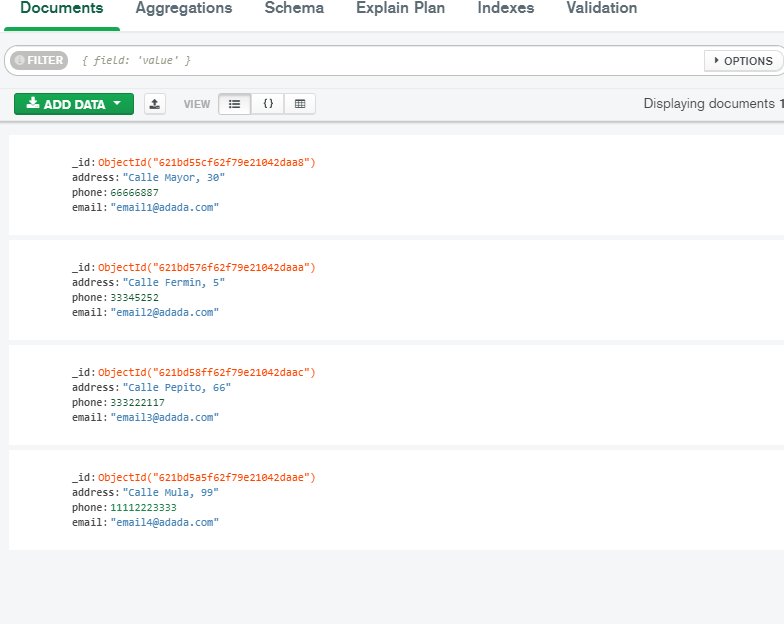 Documents Aggregations Schema Explain Plan Indexes Validation
FILTER { field: 'value' } OPTIONS
ADD DATA VIEW {} Displaying documents 1
_id: ObjectId("621bd55cf62f79e21042daa8")
address: "Calle Mayor, 30"
phone: 66666887
email: "email1@adada.com"
_id: ObjectId("621bd576f62f79e21042daaa")
address: "Calle Fermin, 5"
phone: 33345252
email: "email2@adada.com"
_id: ObjectId("621bd58ff62f79e21042daac")
address: "Calle Pepito, 66"
phone: 333222117
email: "email3@adada.com"
_id: ObjectId("621bd5a5f62f79e21042daae")
address: "Calle Mula, 99"
phone: 11112223333
email: "email4@adada.com"